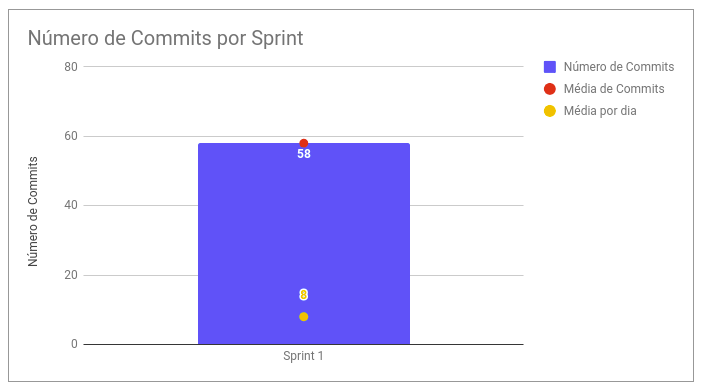 Número de Commits por Sprint
Número de Commits
Média de Commits
Média por dia
Número de Commits
80
60
40
20
0
58
8
Sprint 1